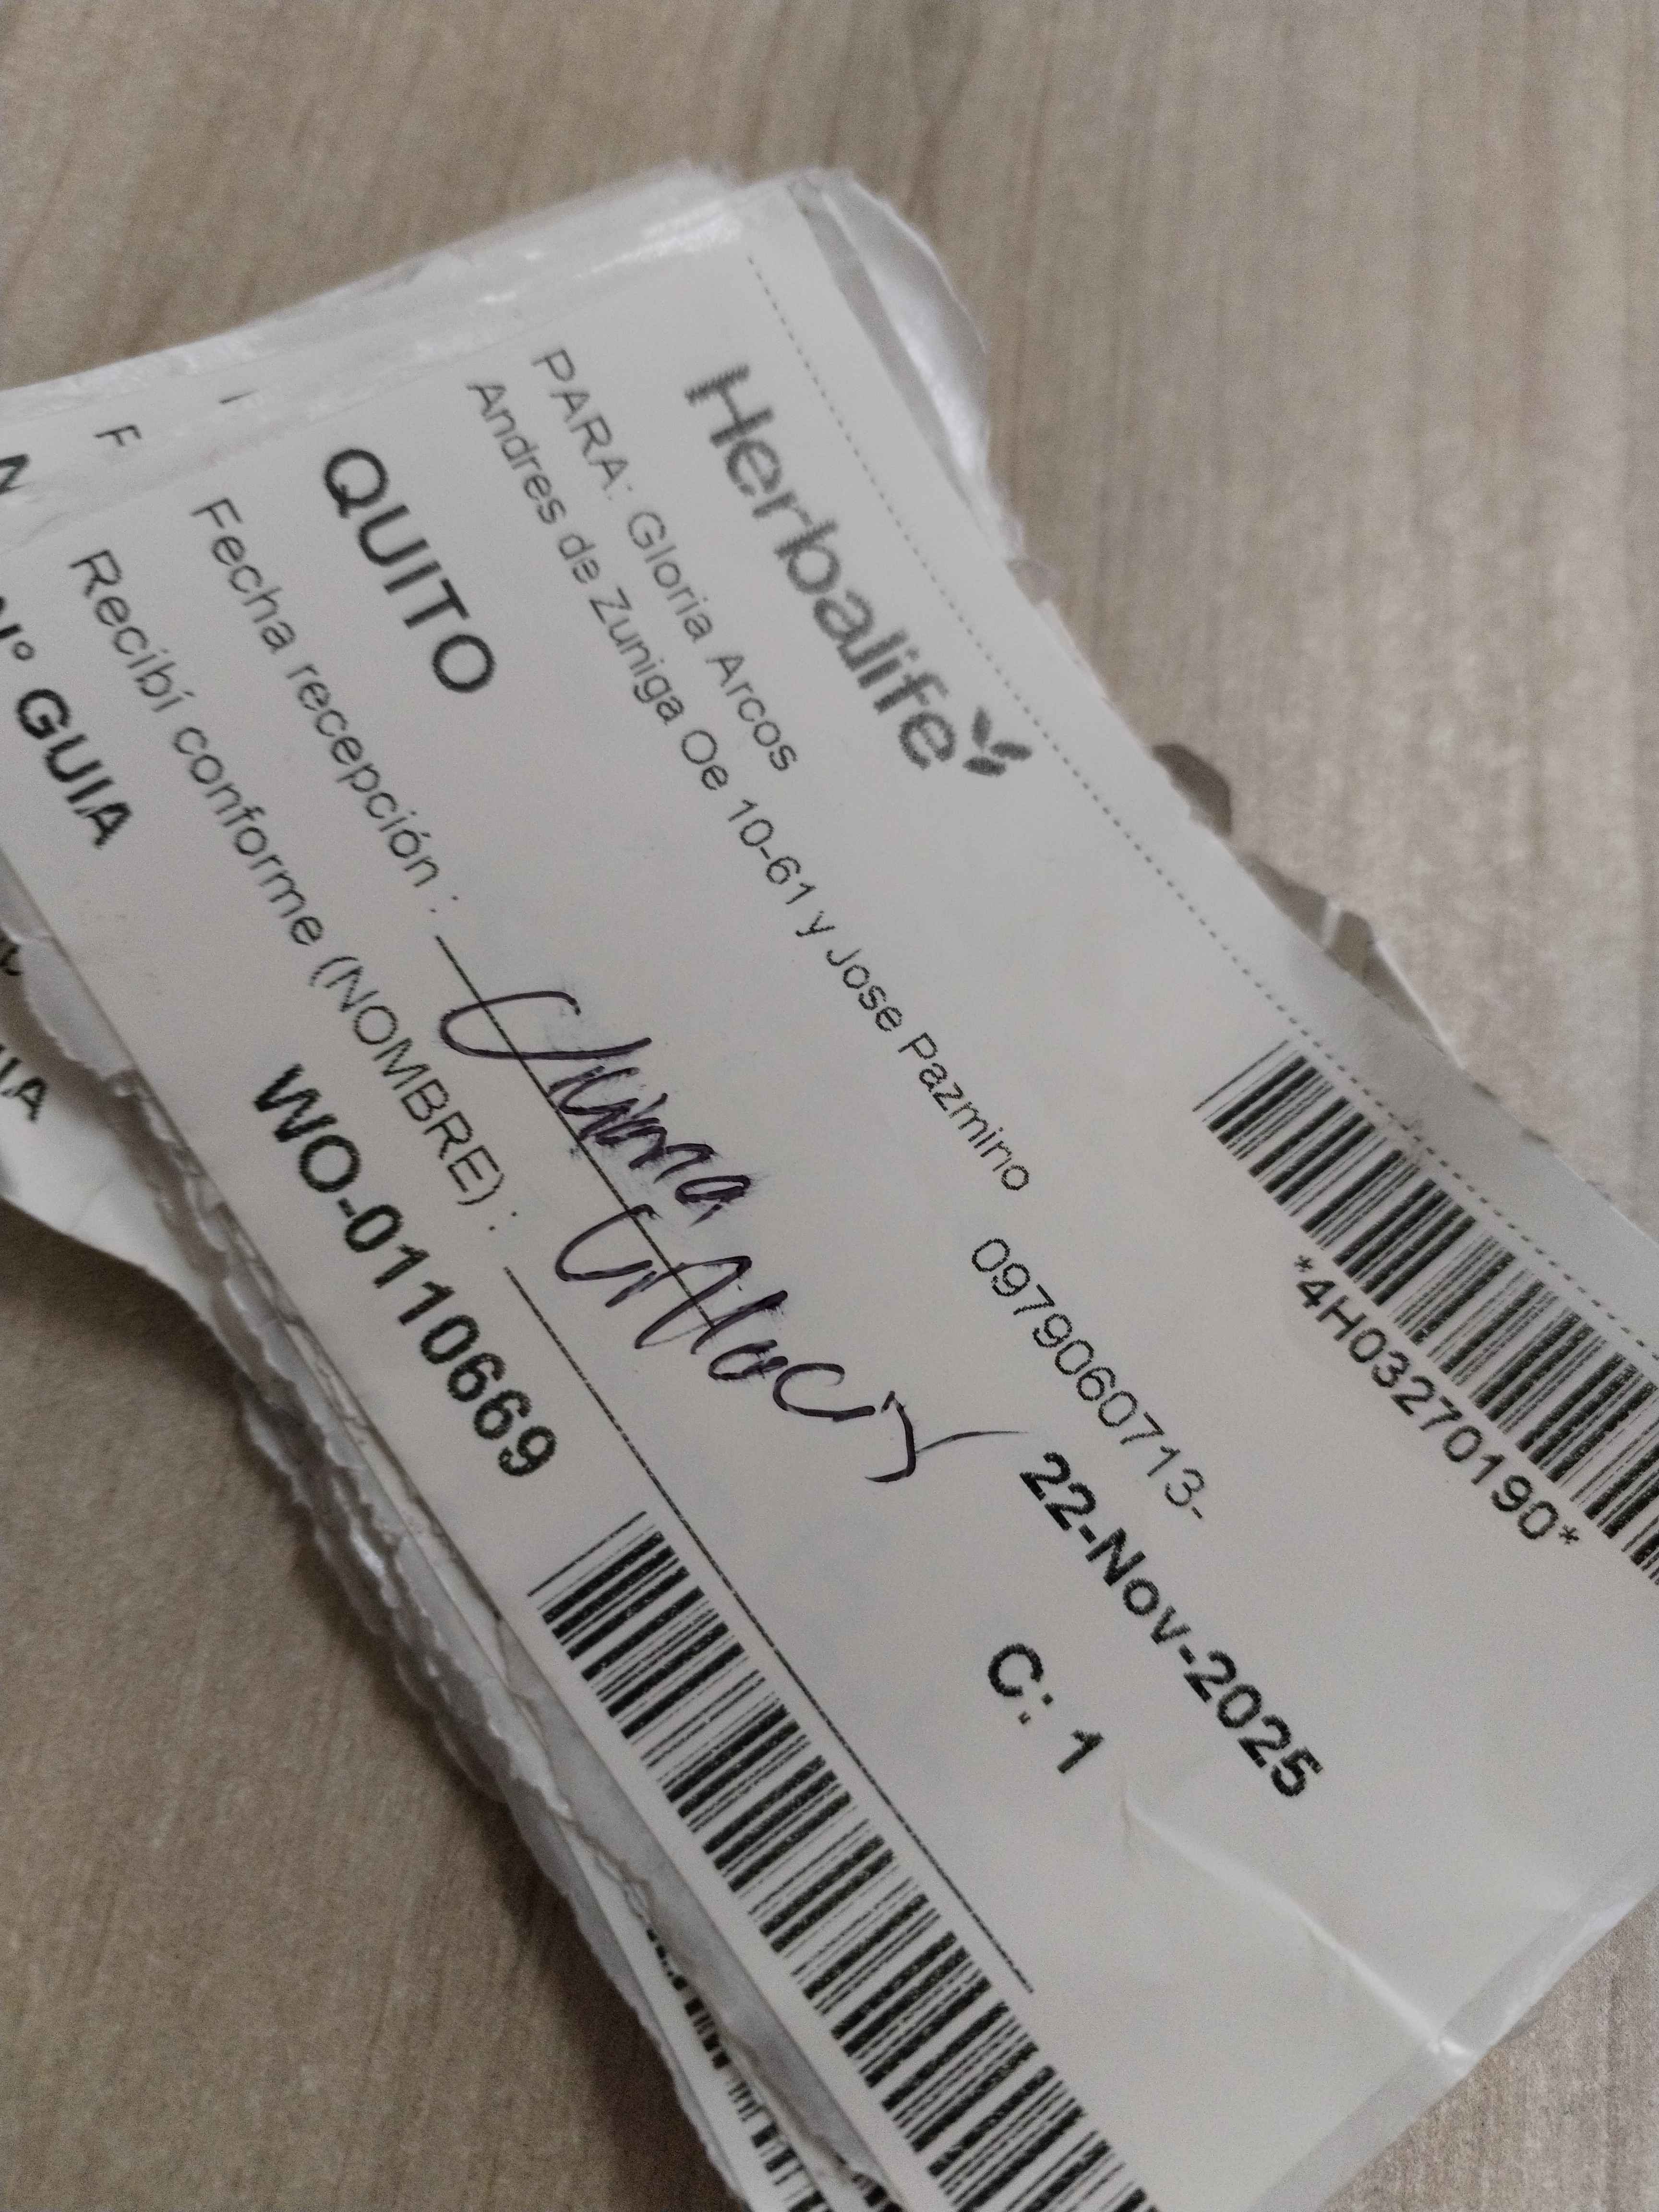 Herbalife
*4H03270190*
PARA: Gloria Arcos
Andres de Zuniga Oe 10-61 y Jose Pazmino 0979060713-
QUITO
22-Nov-2025
C: 1
Fecha recepción :
Recibí conforme (NOMBRE) :
WO-0110669
N° GUIA